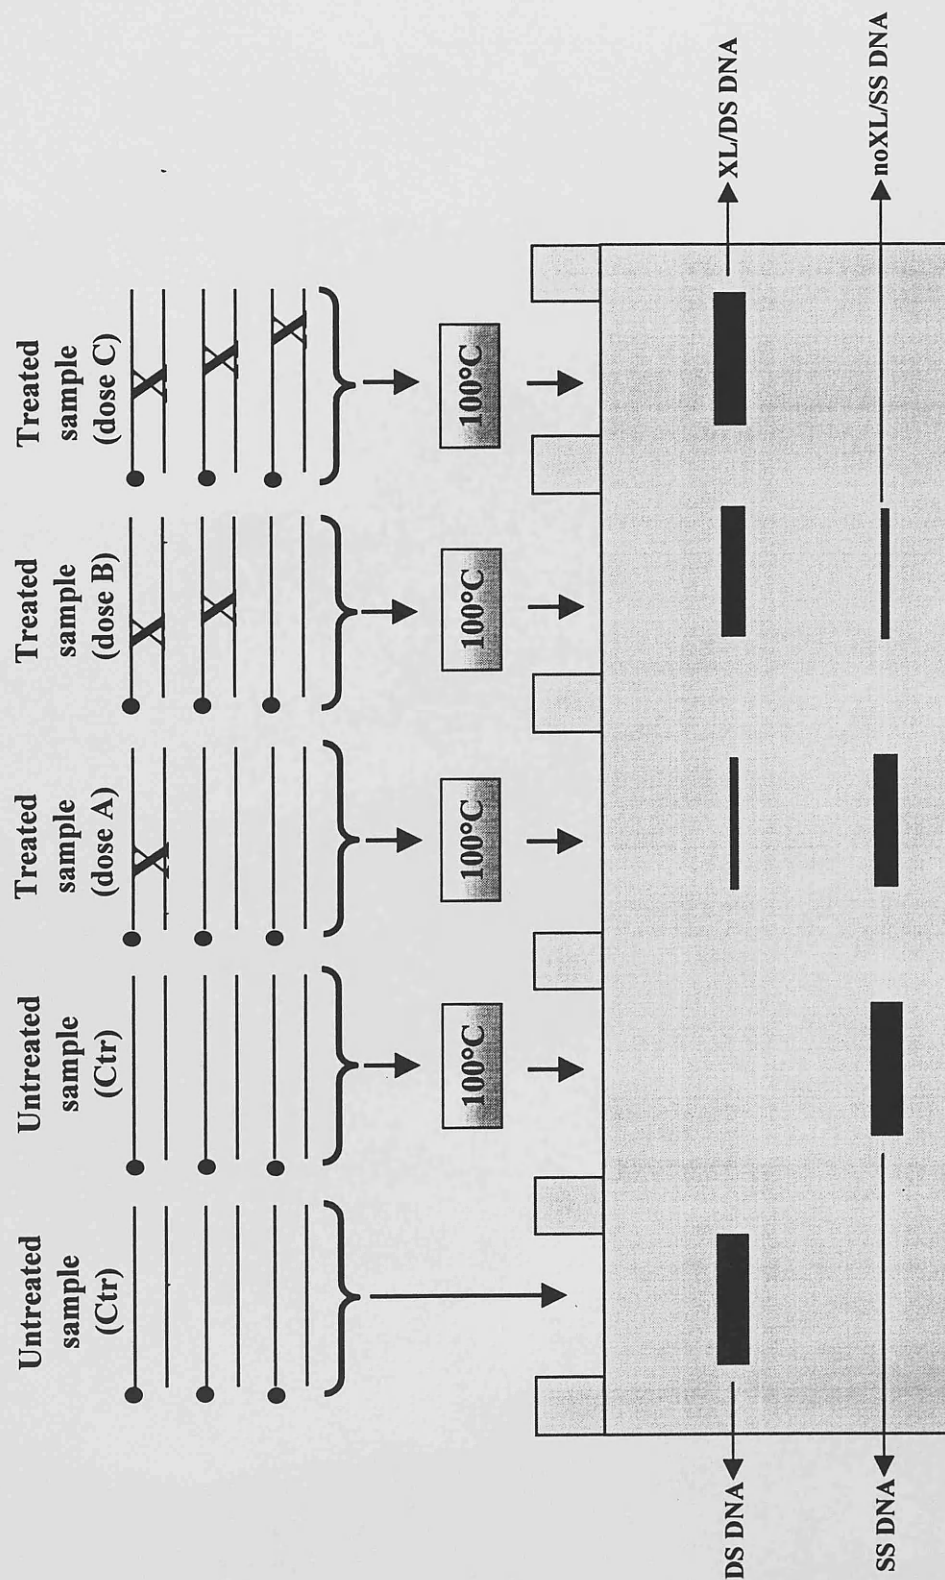 Untreated
sample
(Ctr)
Untreated
sample
(Ctr)
Treated
sample
(dose A)
Treated
sample
(dose B)
Treated
sample
(dose C)
100°C
100°C
100°C
100°C
DS DNA
XL/DS DNA
SS DNA
noXL/SS DNA